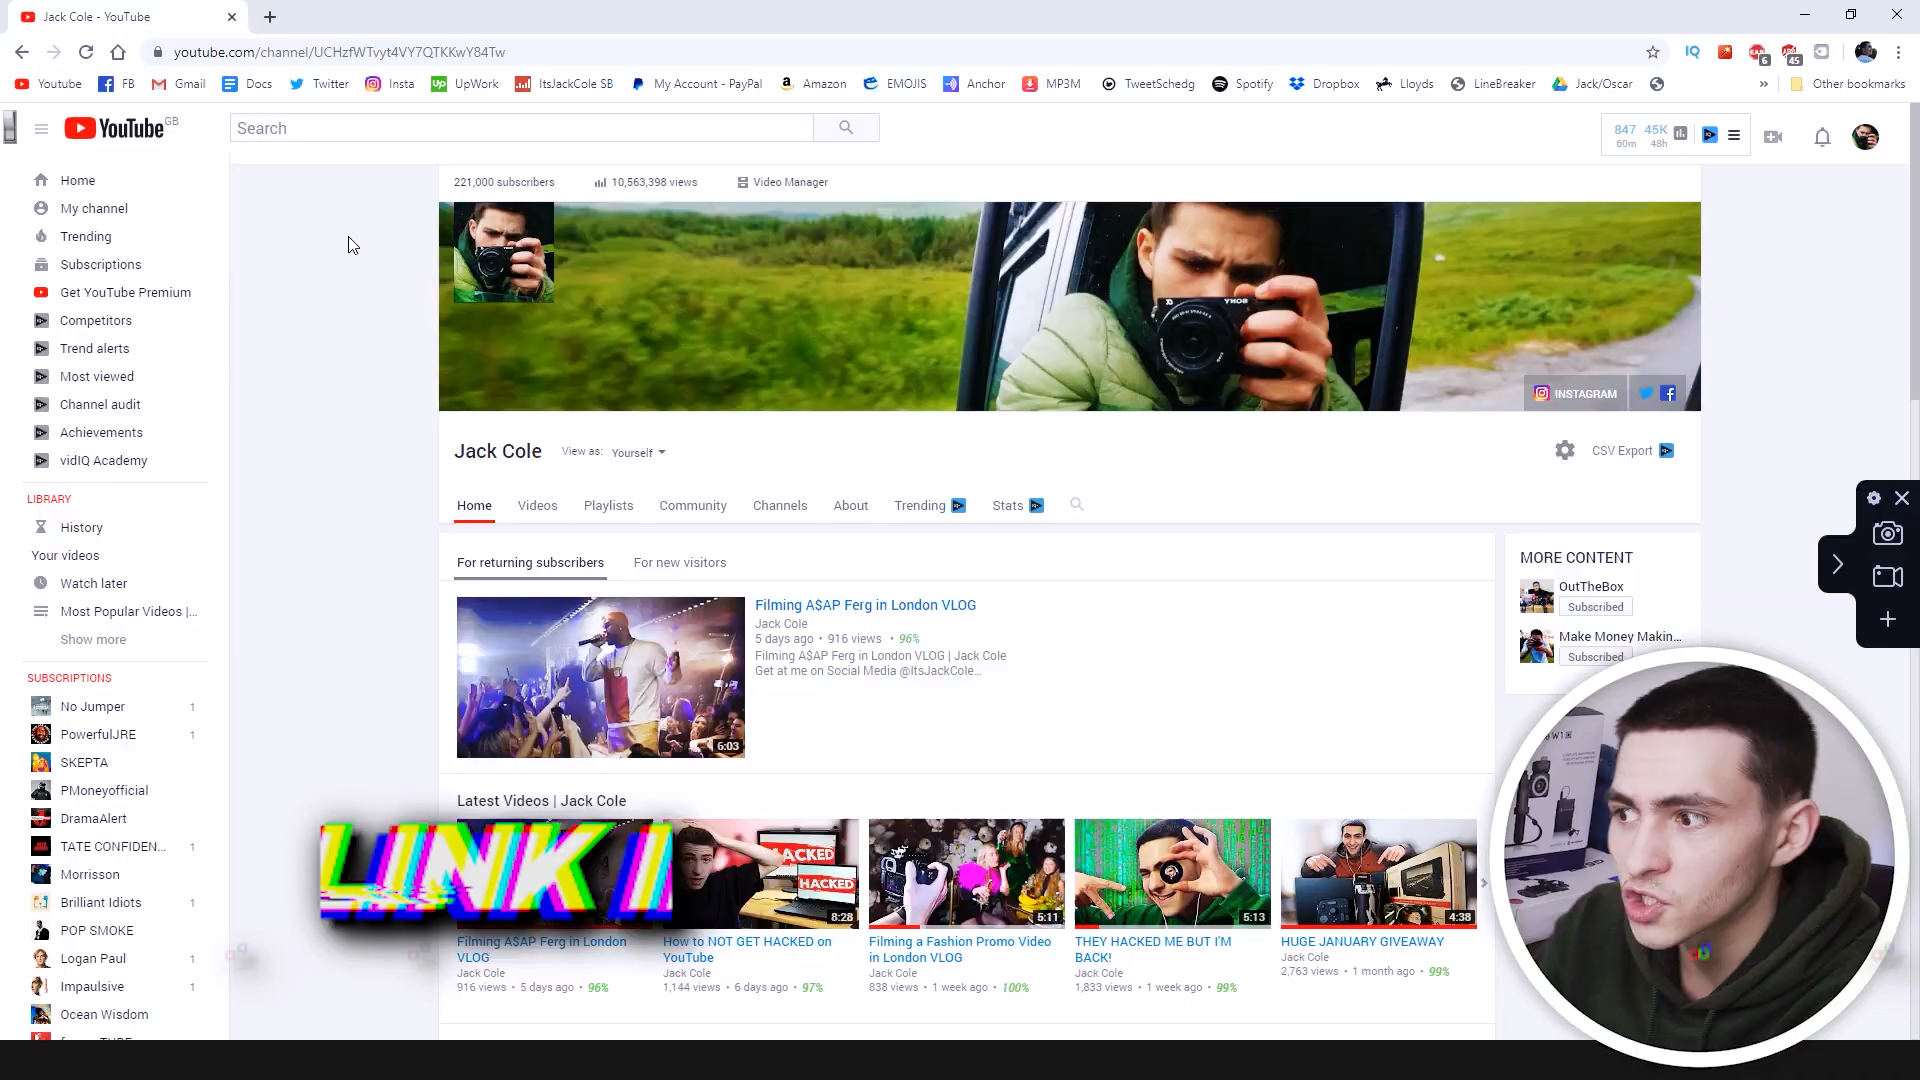 Jack Cole - YouTube
youtube.com/channel/UCHzfWTvyt4VY7QTKKwY84Tw
IQ
6
45
Youtube FB Gmail Docs Twitter Insta UpWork ItsJackCole SB My Account - PayPal Amazon EMOJIS Anchor MP3M TweetSchedg Spotify Dropbox Lloyds LineBreaker Jack/Oscar » Other bookmarks
YouTube GB
Search
847 45K
60m 48h
Home
My channel
Trending
Subscriptions
Get YouTube Premium
Competitors
Trend alerts
Most viewed
Channel audit
Achievements
vidIQ Academy
LIBRARY
History
Your videos
Watch later
Most Popular Videos |...
Show more
SUBSCRIPTIONS
No Jumper 1
PowerfulJRE 1
SKEPTA
PMoneyofficial
DramaAlert
TATE CONFIDEN... 1
Morrisson
Brilliant Idiots 1
POP SMOKE
Logan Paul 1
Impaulsive 1
Ocean Wisdom
221,000 subscribers 10,563,398 views Video Manager
SONY
INSTAGRAM
Jack Cole View as: Yourself
CSV Export
Home Videos Playlists Community Channels About Trending Stats
For returning subscribers For new visitors
6:03
Filming A$AP Ferg in London VLOG
Jack Cole
5 days ago • 916 views • 96%
Filming A$AP Ferg in London VLOG | Jack Cole
Get at me on Social Media @ItsJackCole...
MORE CONTENT
OutTheBox
Subscribed
Make Money Makin...
Subscribed
Latest Videos | Jack Cole
LINK I
HACKED
HACKED
8:28
5:11
5:13
4:38
Filming A$AP Ferg in London VLOG
Jack Cole
916 views • 5 days ago • 96%
How to NOT GET HACKED on YouTube
Jack Cole
1,144 views • 6 days ago • 97%
Filming a Fashion Promo Video in London VLOG
Jack Cole
838 views • 1 week ago • 100%
THEY HACKED ME BUT I'M BACK!
Jack Cole
1,833 views • 1 week ago • 99%
HUGE JANUARY GIVEAWAY
Jack Cole
2,763 views • 1 month ago • 99%